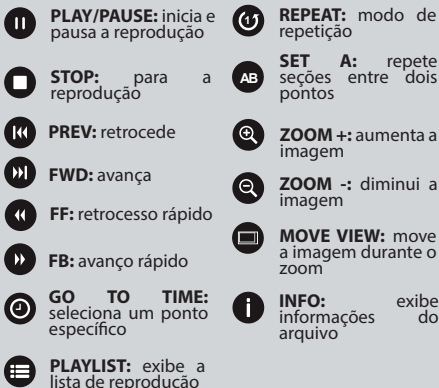 PLAY/PAUSE: inicia e
pausa a reprodução
STOP: para a
reprodução
PREV: retrocede
FWD: avança
FF: retrocesso rápido
FB: avanço rápido
GO TO TIME:
seleciona um ponto
específico
PLAYLIST: exibe a
lista de reprodução
1
REPEAT: modo de
repetição
AB
SET A: repete
seções entre dois
pontos
ZOOM +: aumenta a
imagem
ZOOM -: diminui a
imagem
MOVE VIEW: move
a imagem durante o
zoom
i
INFO: exibe
informações do
arquivo